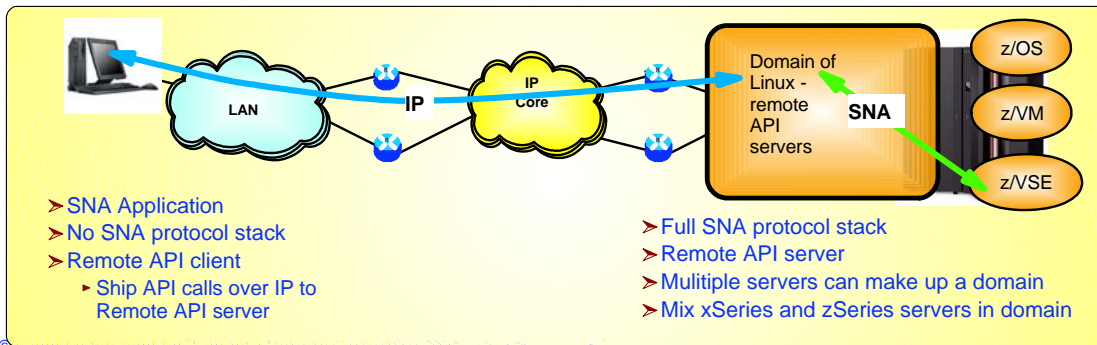 LAN
IP
IP
Core
Domain of
Linux -
remote
API
servers
SNA
z/OS
z/VM
z/VSE
➢SNA Application
➢No SNA protocol stack
➢Remote API client
▸Ship API calls over IP to
Remote API server
➢Full SNA protocol stack
➢Remote API server
➢Mulitiple servers can make up a domain
➢Mix xSeries and zSeries servers in domain